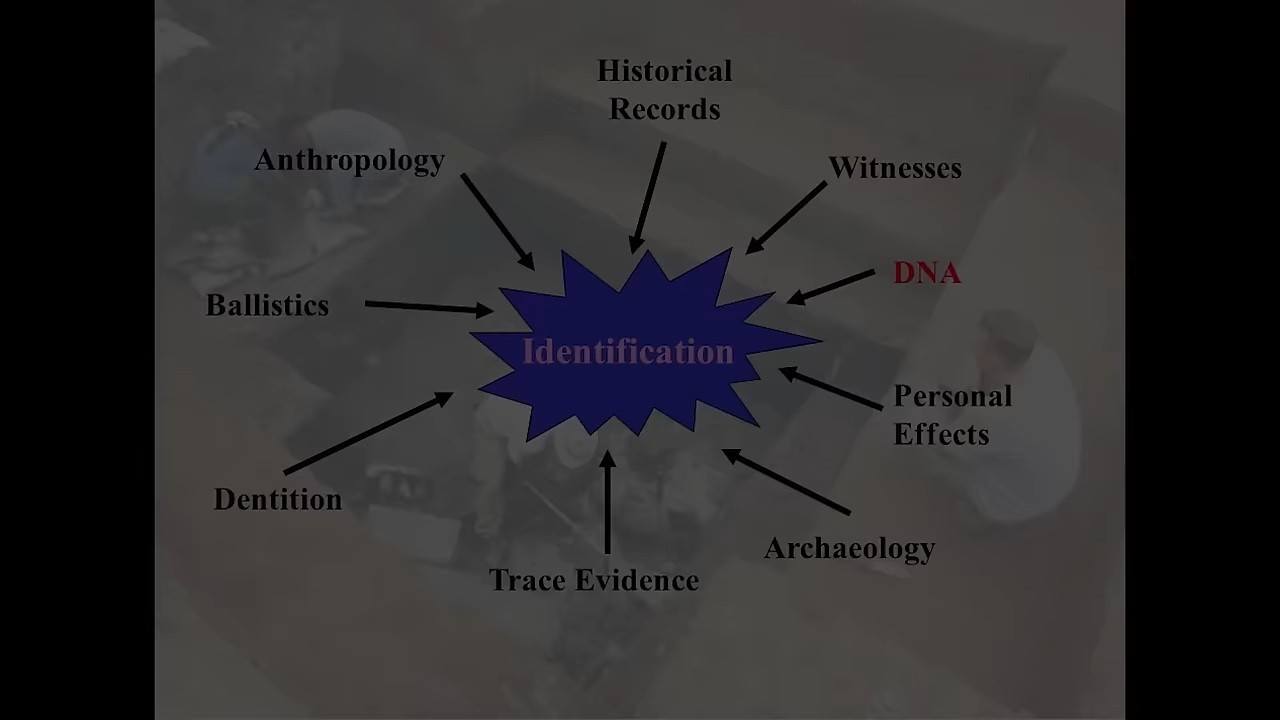 Historical
Records
Anthropology
Witnesses
DNA
Ballistics
Identification
Personal
Effects
Dentition
Archaeology
Trace Evidence